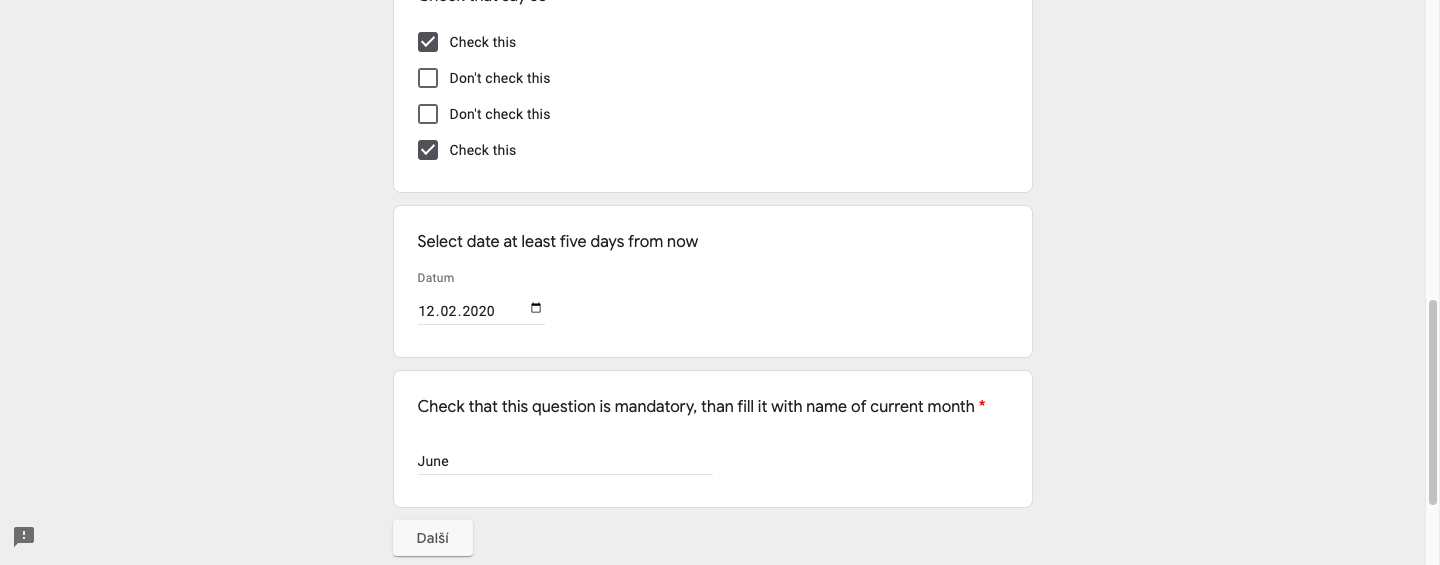 Check this
Don't check this
Don't check this
Check this
Select date at least five days from now
Datum
12.02.2020
Check that this question is mandatory, than fill it with name of current month *
June
Další